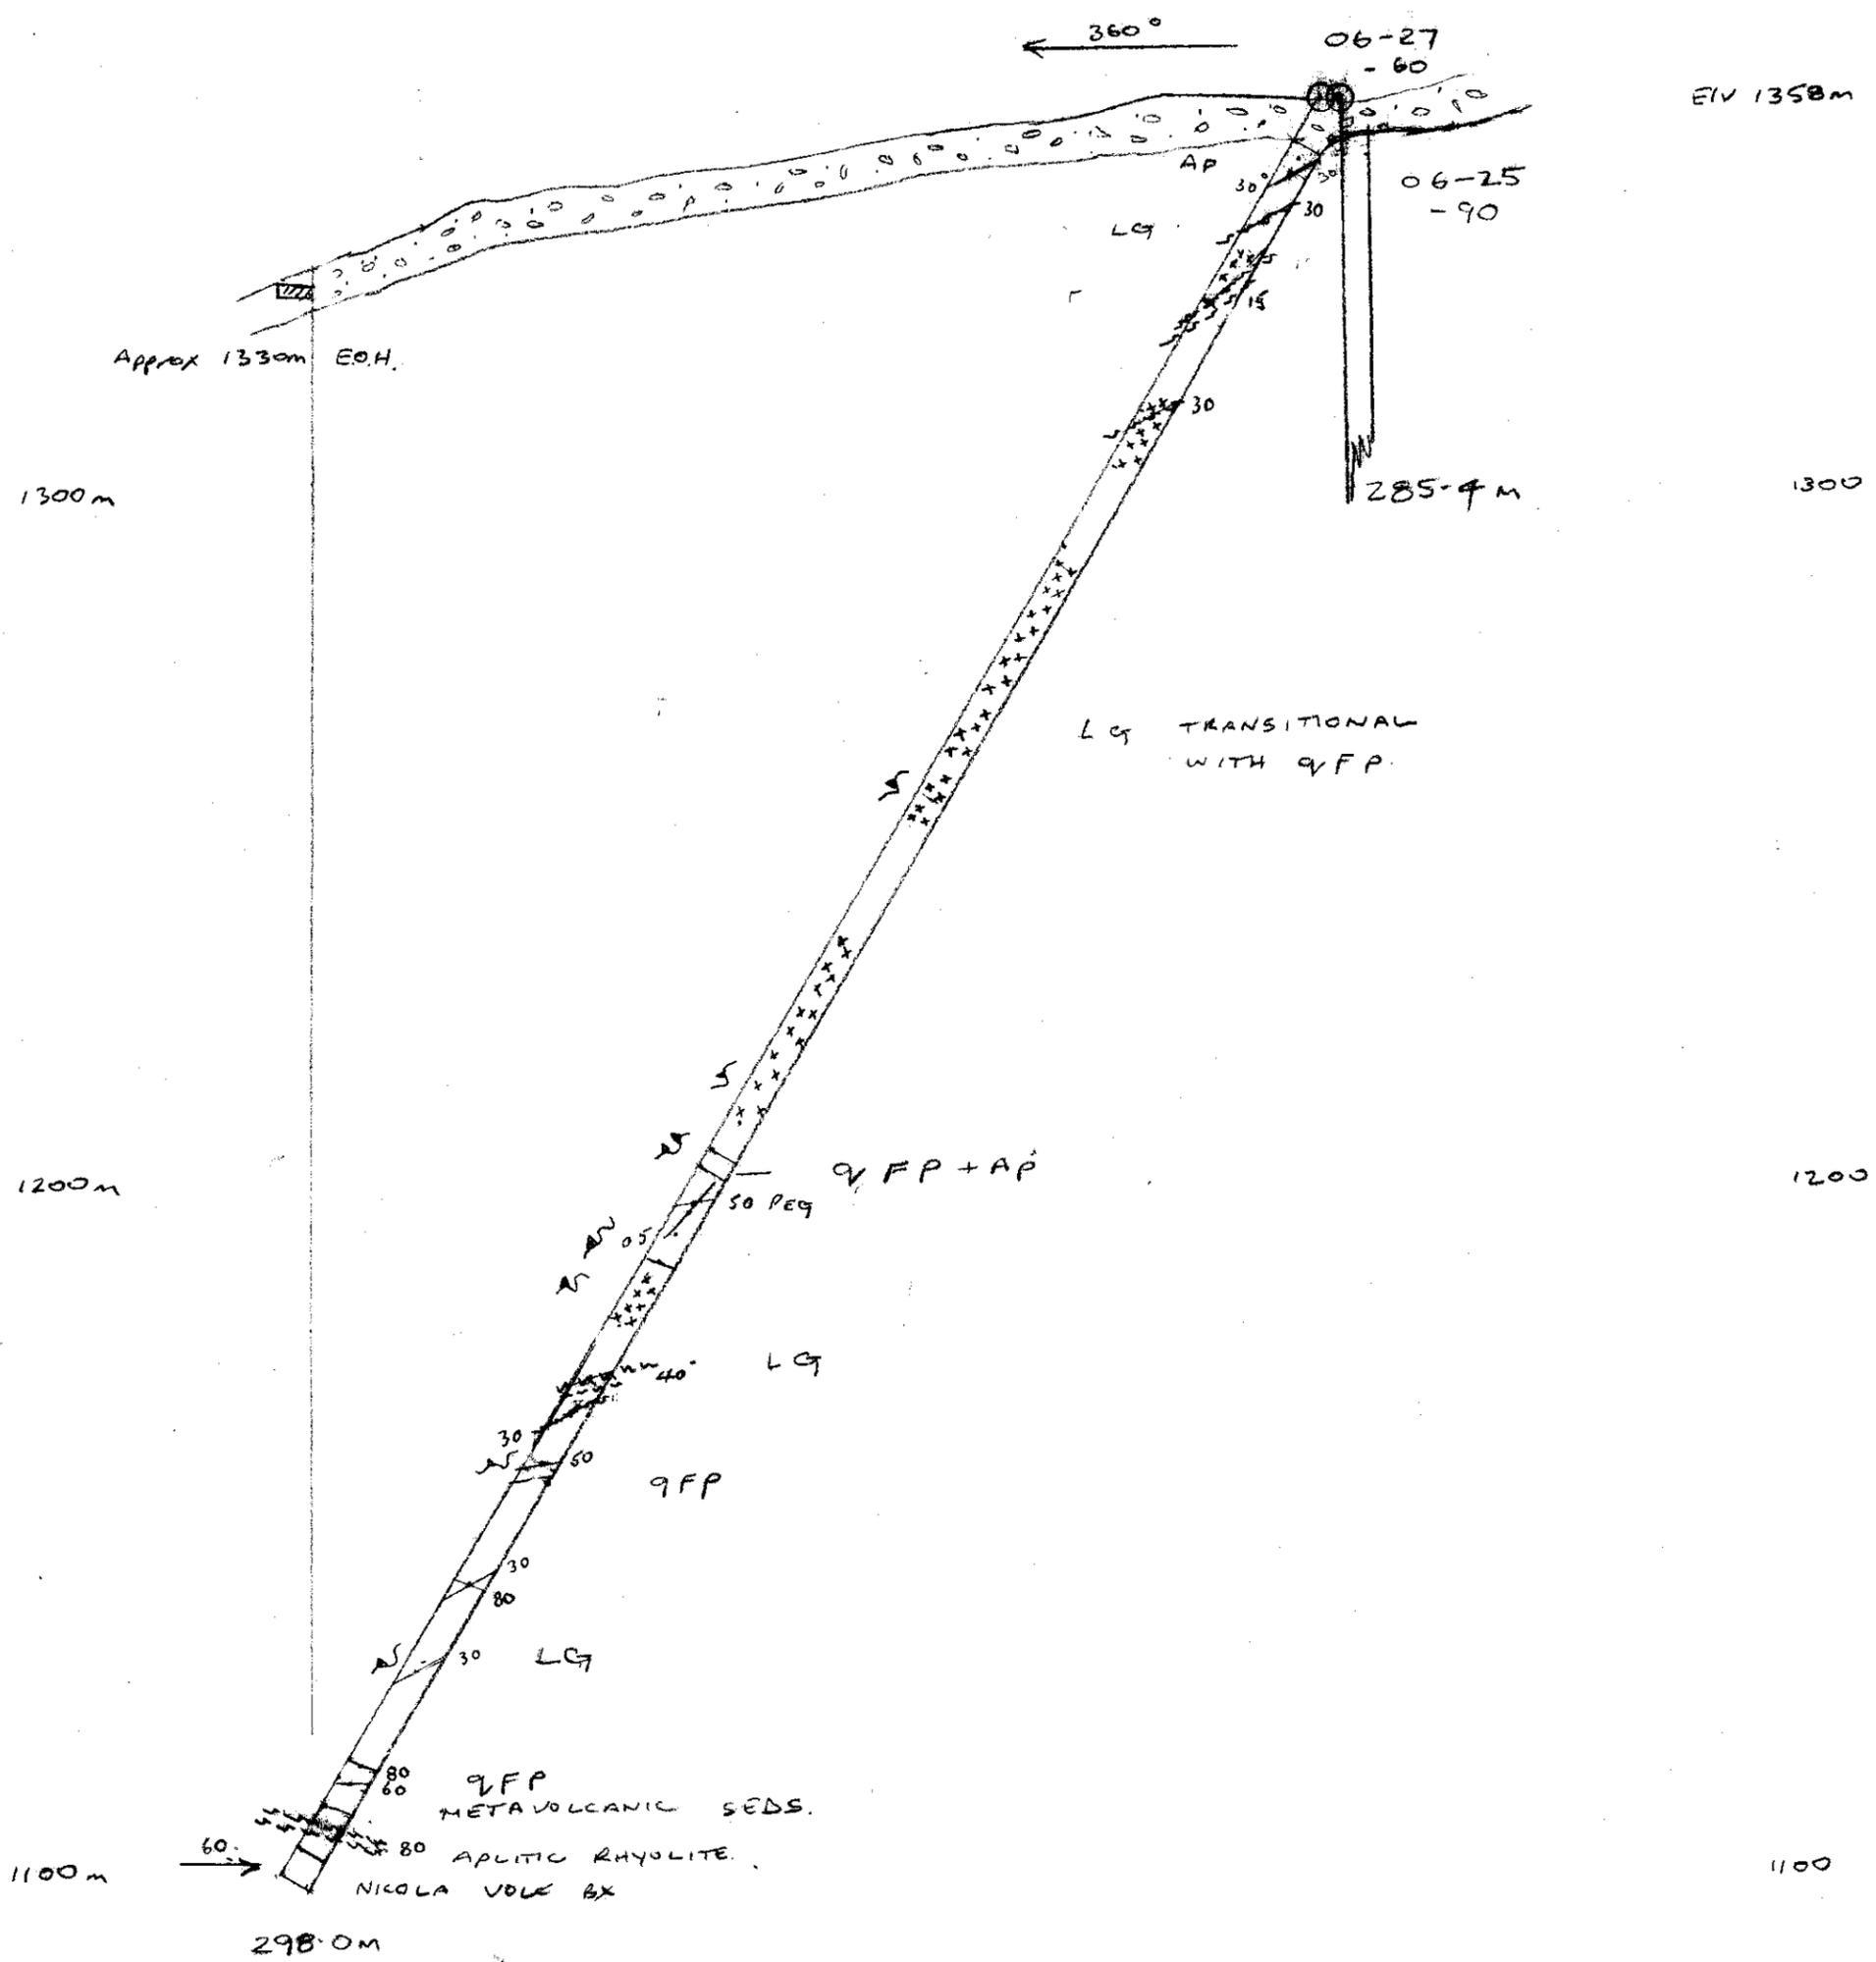 360°
06-27
- 60
Elv 1358m
Ap
30°
30
06-25
-90
LG
30
15
Approx 1330m E.O.H.
30
1300m
285.4m
1300
LG TRANSITIONAL
WITH qFP.
qFP + Ap
1200m
1200
50 PEG
05
40°
LG
30
50
qFP
30
80
30
LG
80
60
qFP
METAVOLCANIC SEDS.
60
80 APLITIC RHYOLITE.
1100m
1100
NICOLA VOLC BX
298.0m